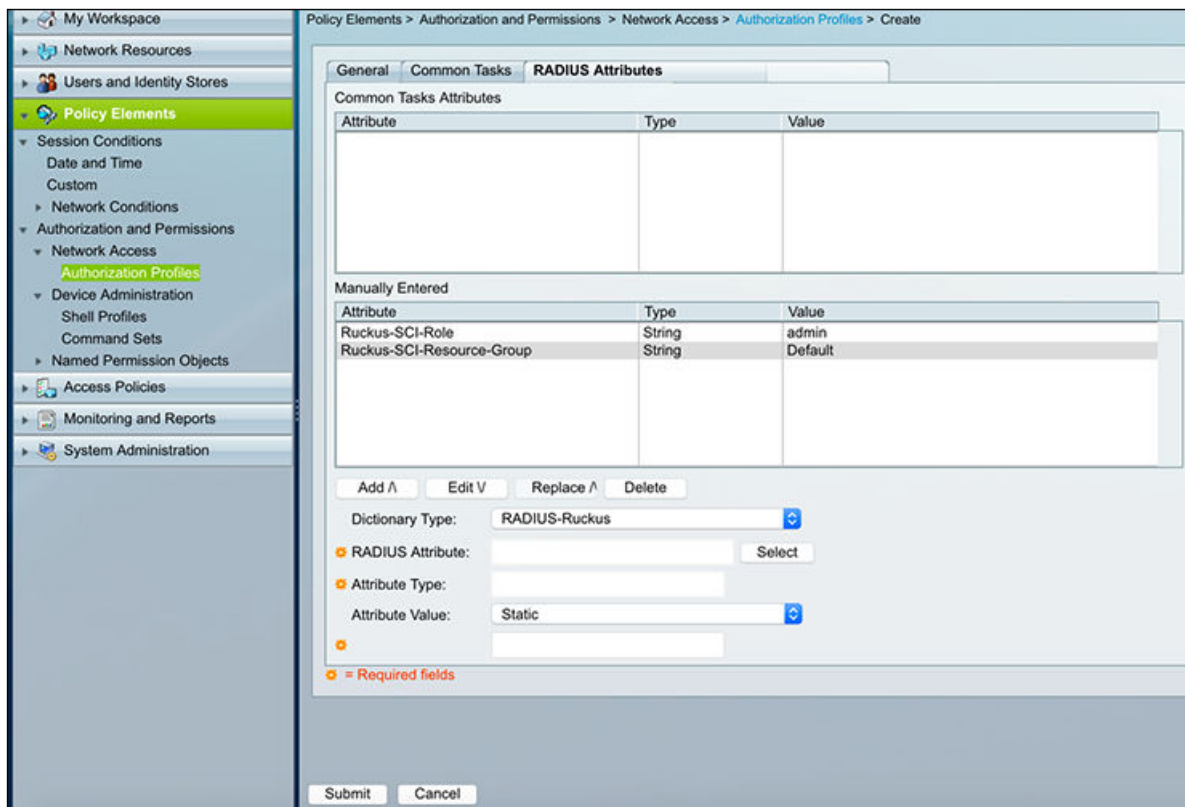 My Workspace
Network Resources
Users and Identity Stores
Policy Elements
Session Conditions
Date and Time
Custom
Network Conditions
Authorization and Permissions
Network Access
Authorization Profiles
Device Administration
Shell Profiles
Command Sets
Named Permission Objects
Access Policies
Monitoring and Reports
System Administration
Policy Elements > Authorization and Permissions > Network Access > Authorization Profiles > Create
General Common Tasks RADIUS Attributes
Common Tasks Attributes
Attribute Type Value
Manually Entered
Attribute Type Value
Ruckus-SCI-Role String admin
Ruckus-SCI-Resource-Group String Default
Add /\ Edit \/ Replace /\ Delete
Dictionary Type: RADIUS-Ruckus
RADIUS Attribute: Select
Attribute Type:
Attribute Value: Static
= Required fields
Submit Cancel